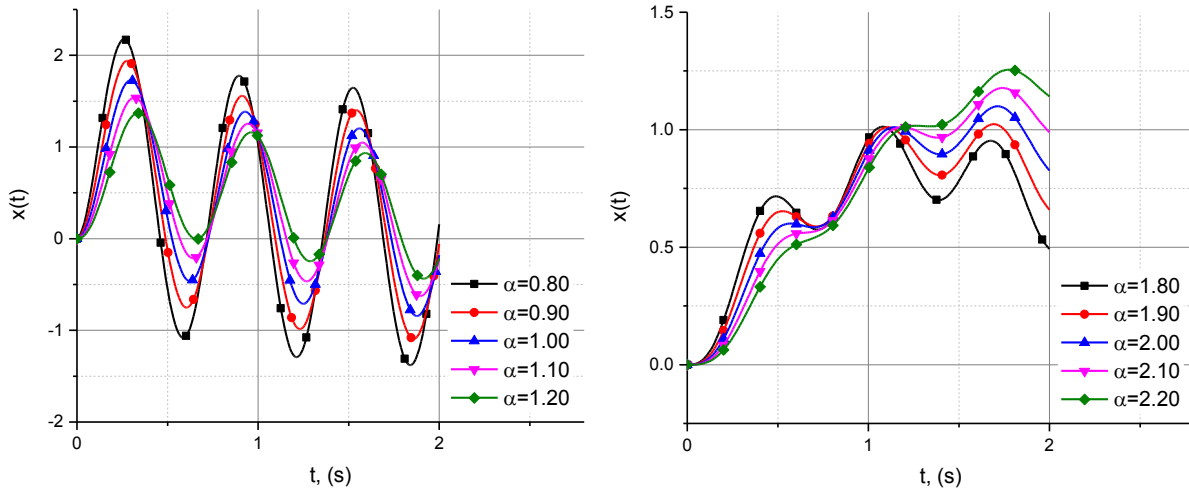 2
1
0
-1
-2
x(t)
0
1
2
t, (s)
α=0.80
α=0.90
α=1.00
α=1.10
α=1.20
1.5
1.0
0.5
0.0
x(t)
0
1
2
t, (s)
α=1.80
α=1.90
α=2.00
α=2.10
α=2.20